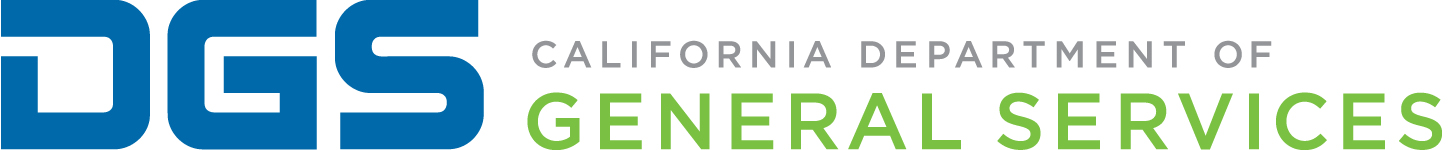 DGS
CALIFORNIA DEPARTMENT OF
GENERAL SERVICES